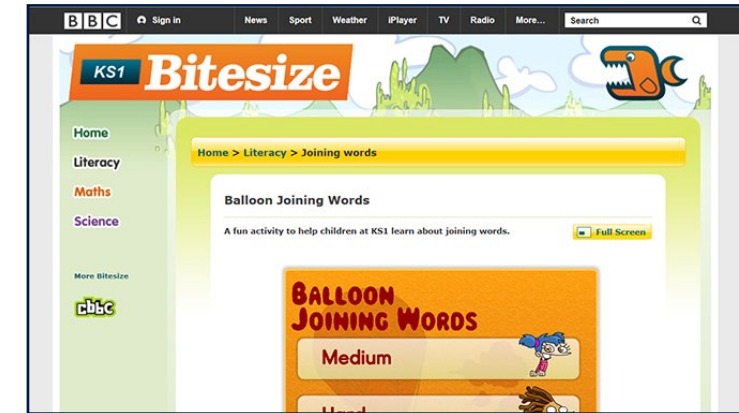 BBC Sign in News Sport Weather iPlayer TV Radio More... Search
KS1 Bitesize
Home
Literacy
Maths
Science
More Bitesize
cbbc
Home > Literacy > Joining words
Balloon Joining Words
A fun activity to help children at KS1 learn about joining words.
Full Screen
BALLOON
JOINING WORDS
Medium
Hard